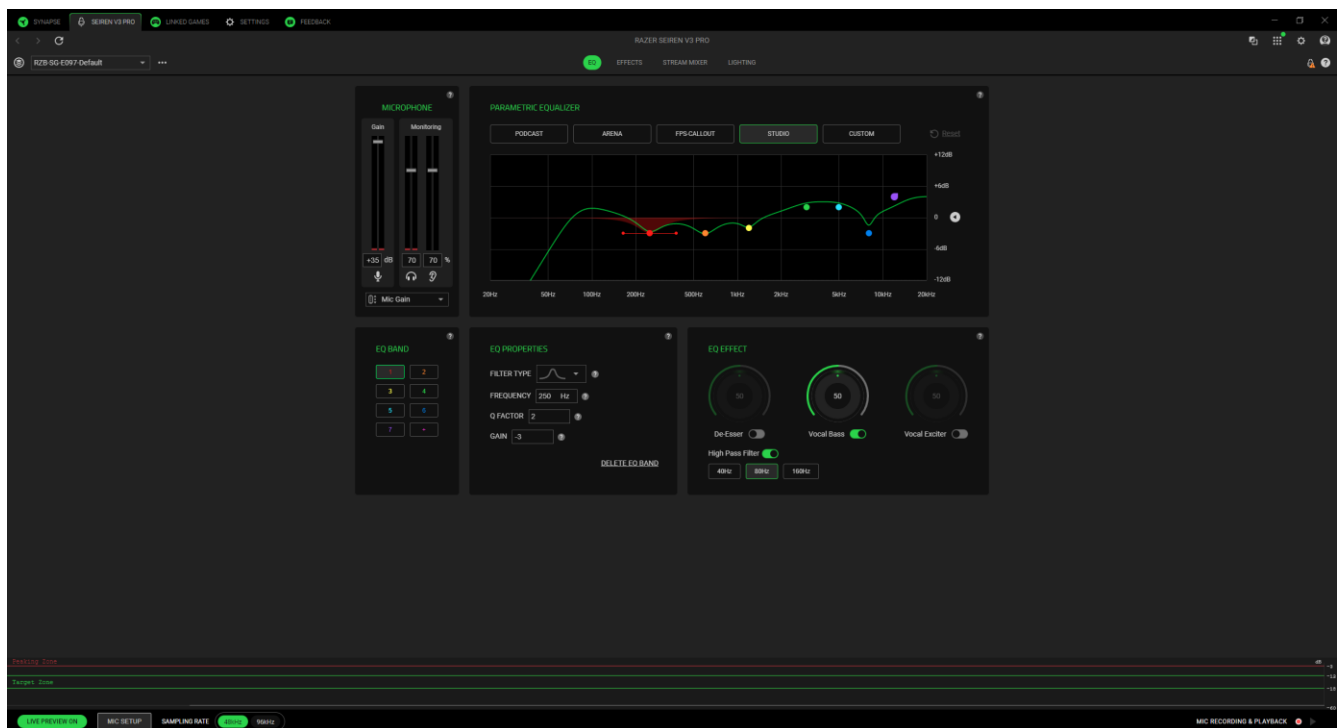 SYNAPSE SEIREN V3 PRO LINKED GAMES SETTINGS FEEDBACK
RAZER SEIREN V3 PRO
RZB-SG-E097-Default EQ EFFECTS STREAM MIXER LIGHTING
MICROPHONE
Gain Monitoring
+35 dB 70 70 %
Mic Gain
PARAMETRIC EQUALIZER
PODCAST ARENA FPS-CALLOUT STUDIO CUSTOM Reset
+12dB
+6dB
0
-6dB
-12dB
20Hz 50Hz 100Hz 200Hz 500Hz 1kHz 2kHz 5kHz 10kHz 20kHz
EQ BAND
1 2
3 4
5 6
7
EQ PROPERTIES
FILTER TYPE
FREQUENCY 250 Hz
Q FACTOR 2
GAIN -3
DELETE EQ BAND
EQ EFFECT
50 50 50
De-Esser Vocal Bass Vocal Exciter
High Pass Filter
40Hz 80Hz 160Hz
Peaking Zone dB
Target Zone
-12
-18
-60
LIVE PREVIEW ON MIC SETUP SAMPLING RATE 48kHz 96kHz MIC RECORDING & PLAYBACK